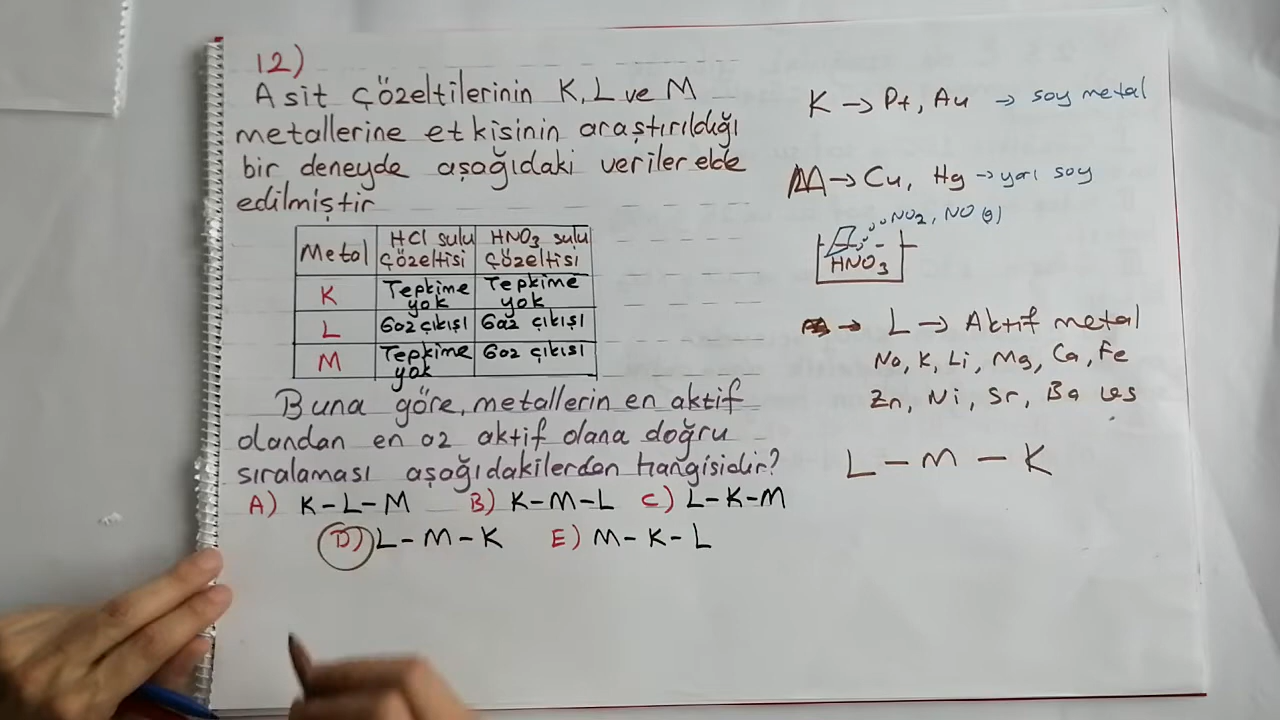 12)
Asit çözeltilerinin K, L ve M
metallerine etkisinin araştırıldığı
bir deneyde aşağıdaki veriler elde
edilmiştir
Metal HCl sulu çözeltisi HNO3 sulu çözeltisi
K Tepkime yok Tepkime yok
L Gaz çıkışı Gaz çıkışı
M Tepkime yok Gaz çıkışı
Buna göre, metallerin en aktif
olandan en az aktif olana doğru
sıralaması aşağıdakilerden hangisidir?
A) K-L-M B) K-M-L C) L-K-M
D) L-M-K E) M-K-L
K → Pt, Au → soy metal
M → Cu, Hg → yarı soy
NO2, NO (g)
HNO3
→ L → Aktif metal
Na, K, Li, Mg, Ca, Fe
Zn, Ni, Sr, Ba
L - M - K